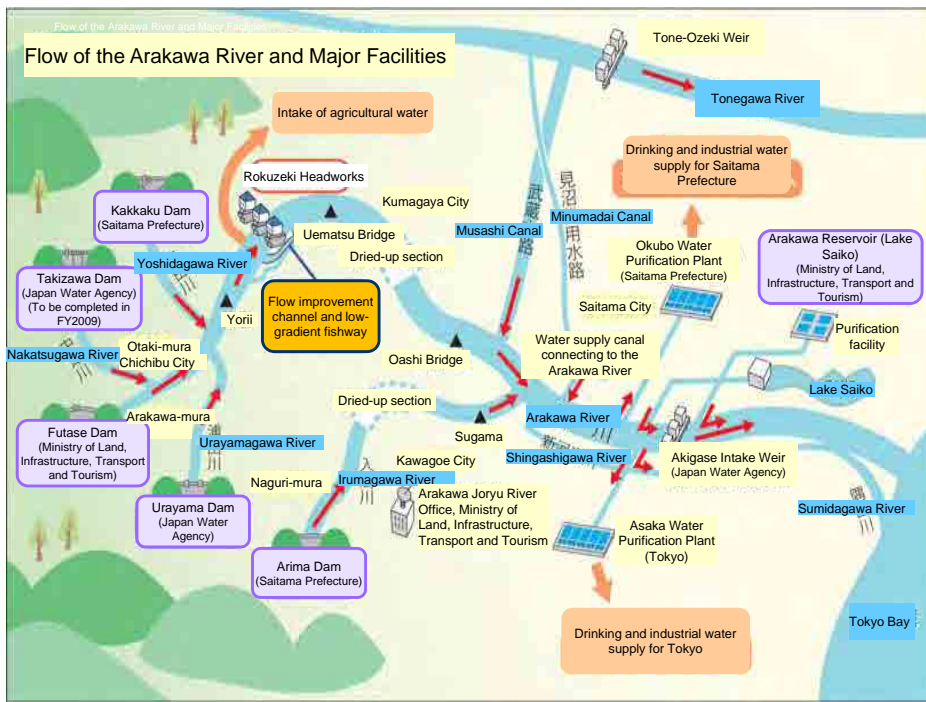 Flow of the Arakawa River and Major Facilities
Flow of the Arakawa River and Major Facilities
Tone-Ozeki Weir
Tonegawa River
Intake of agricultural water
Drinking and industrial water
supply for Saitama
Prefecture
Rokuzeki Headworks
Kumagaya City
武蔵水路
見沼代用水路
Kakkaku Dam
(Saitama Prefecture)
Uematsu Bridge
Musashi Canal
Minumadai Canal
Okubo Water
Purification Plant
(Saitama Prefecture)
Arakawa Reservoir (Lake
Saiko)
(Ministry of Land,
Infrastructure, Transport and
Tourism)
Dried-up section
Yoshidagawa River
Takizawa Dam
(Japan Water Agency)
(To be completed in
FY2009)
Yorii
Flow improvement
channel and low-
gradient fishway
Saitama City
Purification
facility
Nakatsugawa River
Otaki-mura
Chichibu City
Oashi Bridge
Water supply canal
connecting to the
Arakawa River
Lake Saiko
Dried-up section
Arakawa-mura
Arakawa River
Futase Dam
(Ministry of Land,
Infrastructure, Transport
and Tourism)
Urayamagawa River
Sugama
Shingashigawa River
Akigase Intake Weir
(Japan Water Agency)
Kawagoe City
Naguri-mura
Irumagawa River
Urayama Dam
(Japan Water
Agency)
Arakawa Joryu River
Office, Ministry of
Land, Infrastructure,
Transport and Tourism
Sumidagawa River
Asaka Water
Purification Plant
(Tokyo)
Arima Dam
(Saitama Prefecture)
Drinking and industrial water
supply for Tokyo
Tokyo Bay